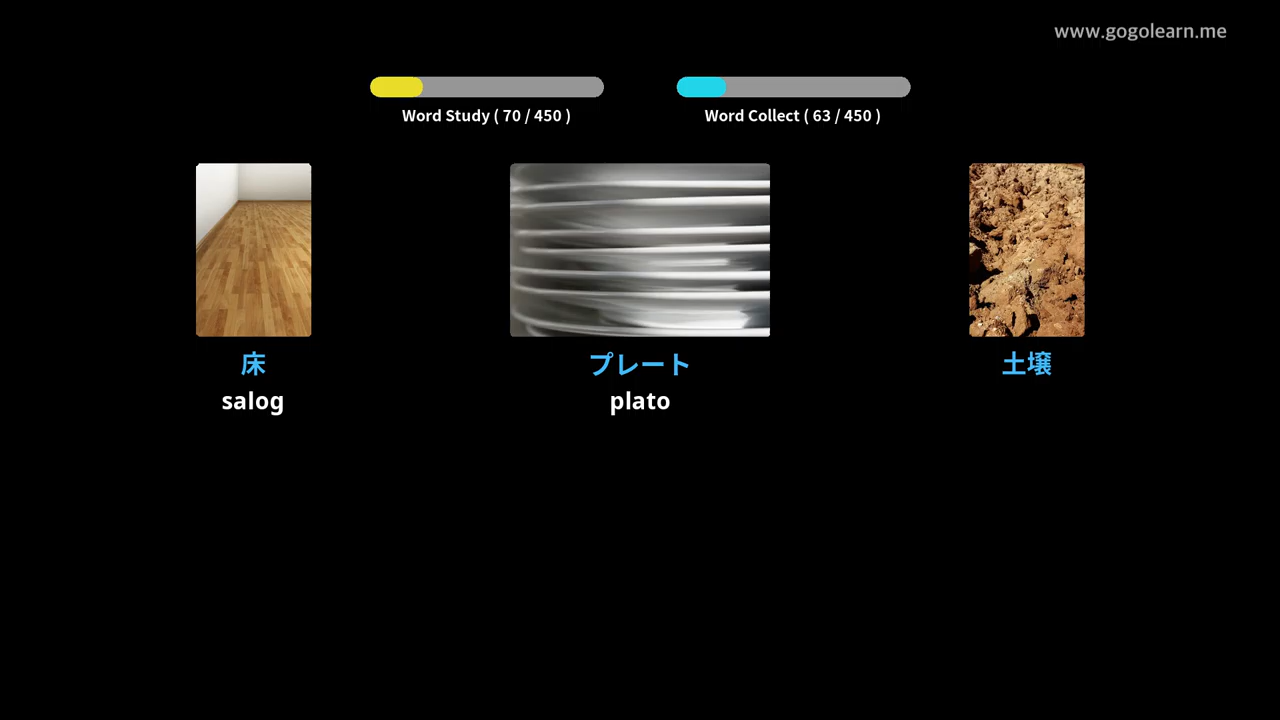 www.gogolearn.me
Word Study ( 70 / 450 )
Word Collect ( 63 / 450 )
床
salog
プレート
plato
土壌